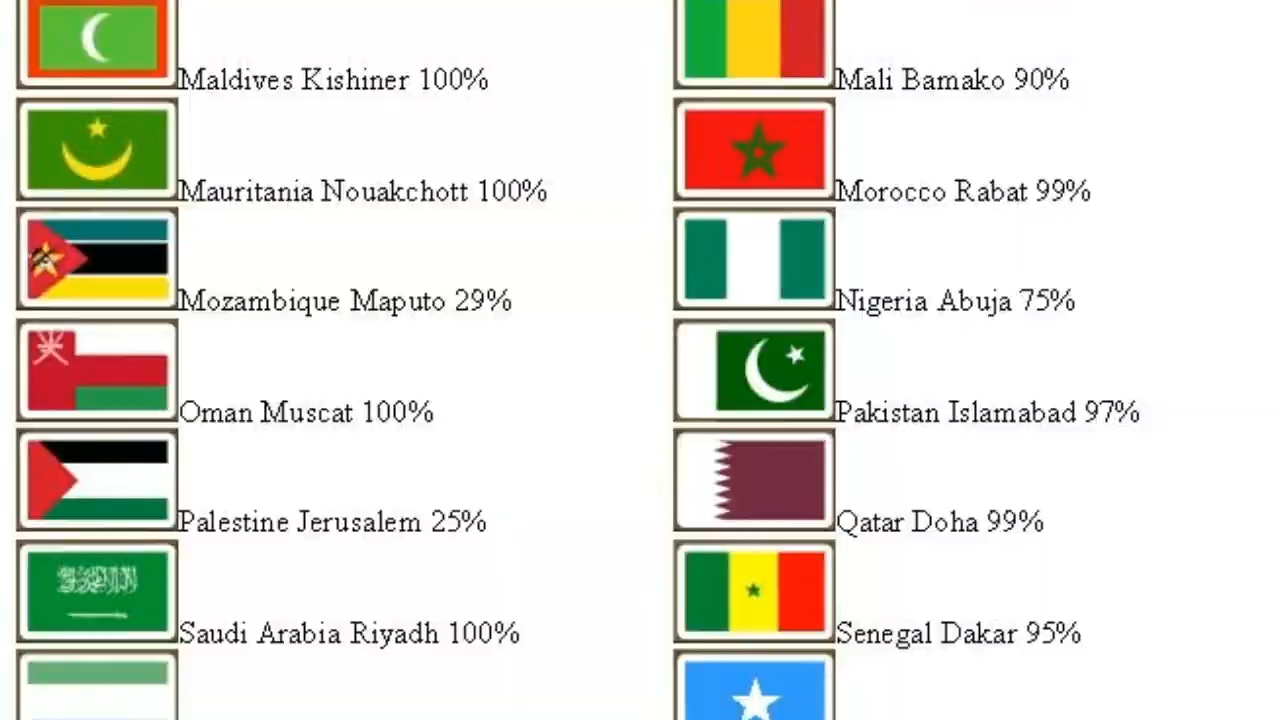 Maldives Kishiner 100%
Mali Bamako 90%
Mauritania Nouakchott 100%
Morocco Rabat 99%
Mozambique Maputo 29%
Nigeria Abuja 75%
Oman Muscat 100%
Pakistan Islamabad 97%
Palestine Jerusalem 25%
Qatar Doha 99%
Saudi Arabia Riyadh 100%
Senegal Dakar 95%